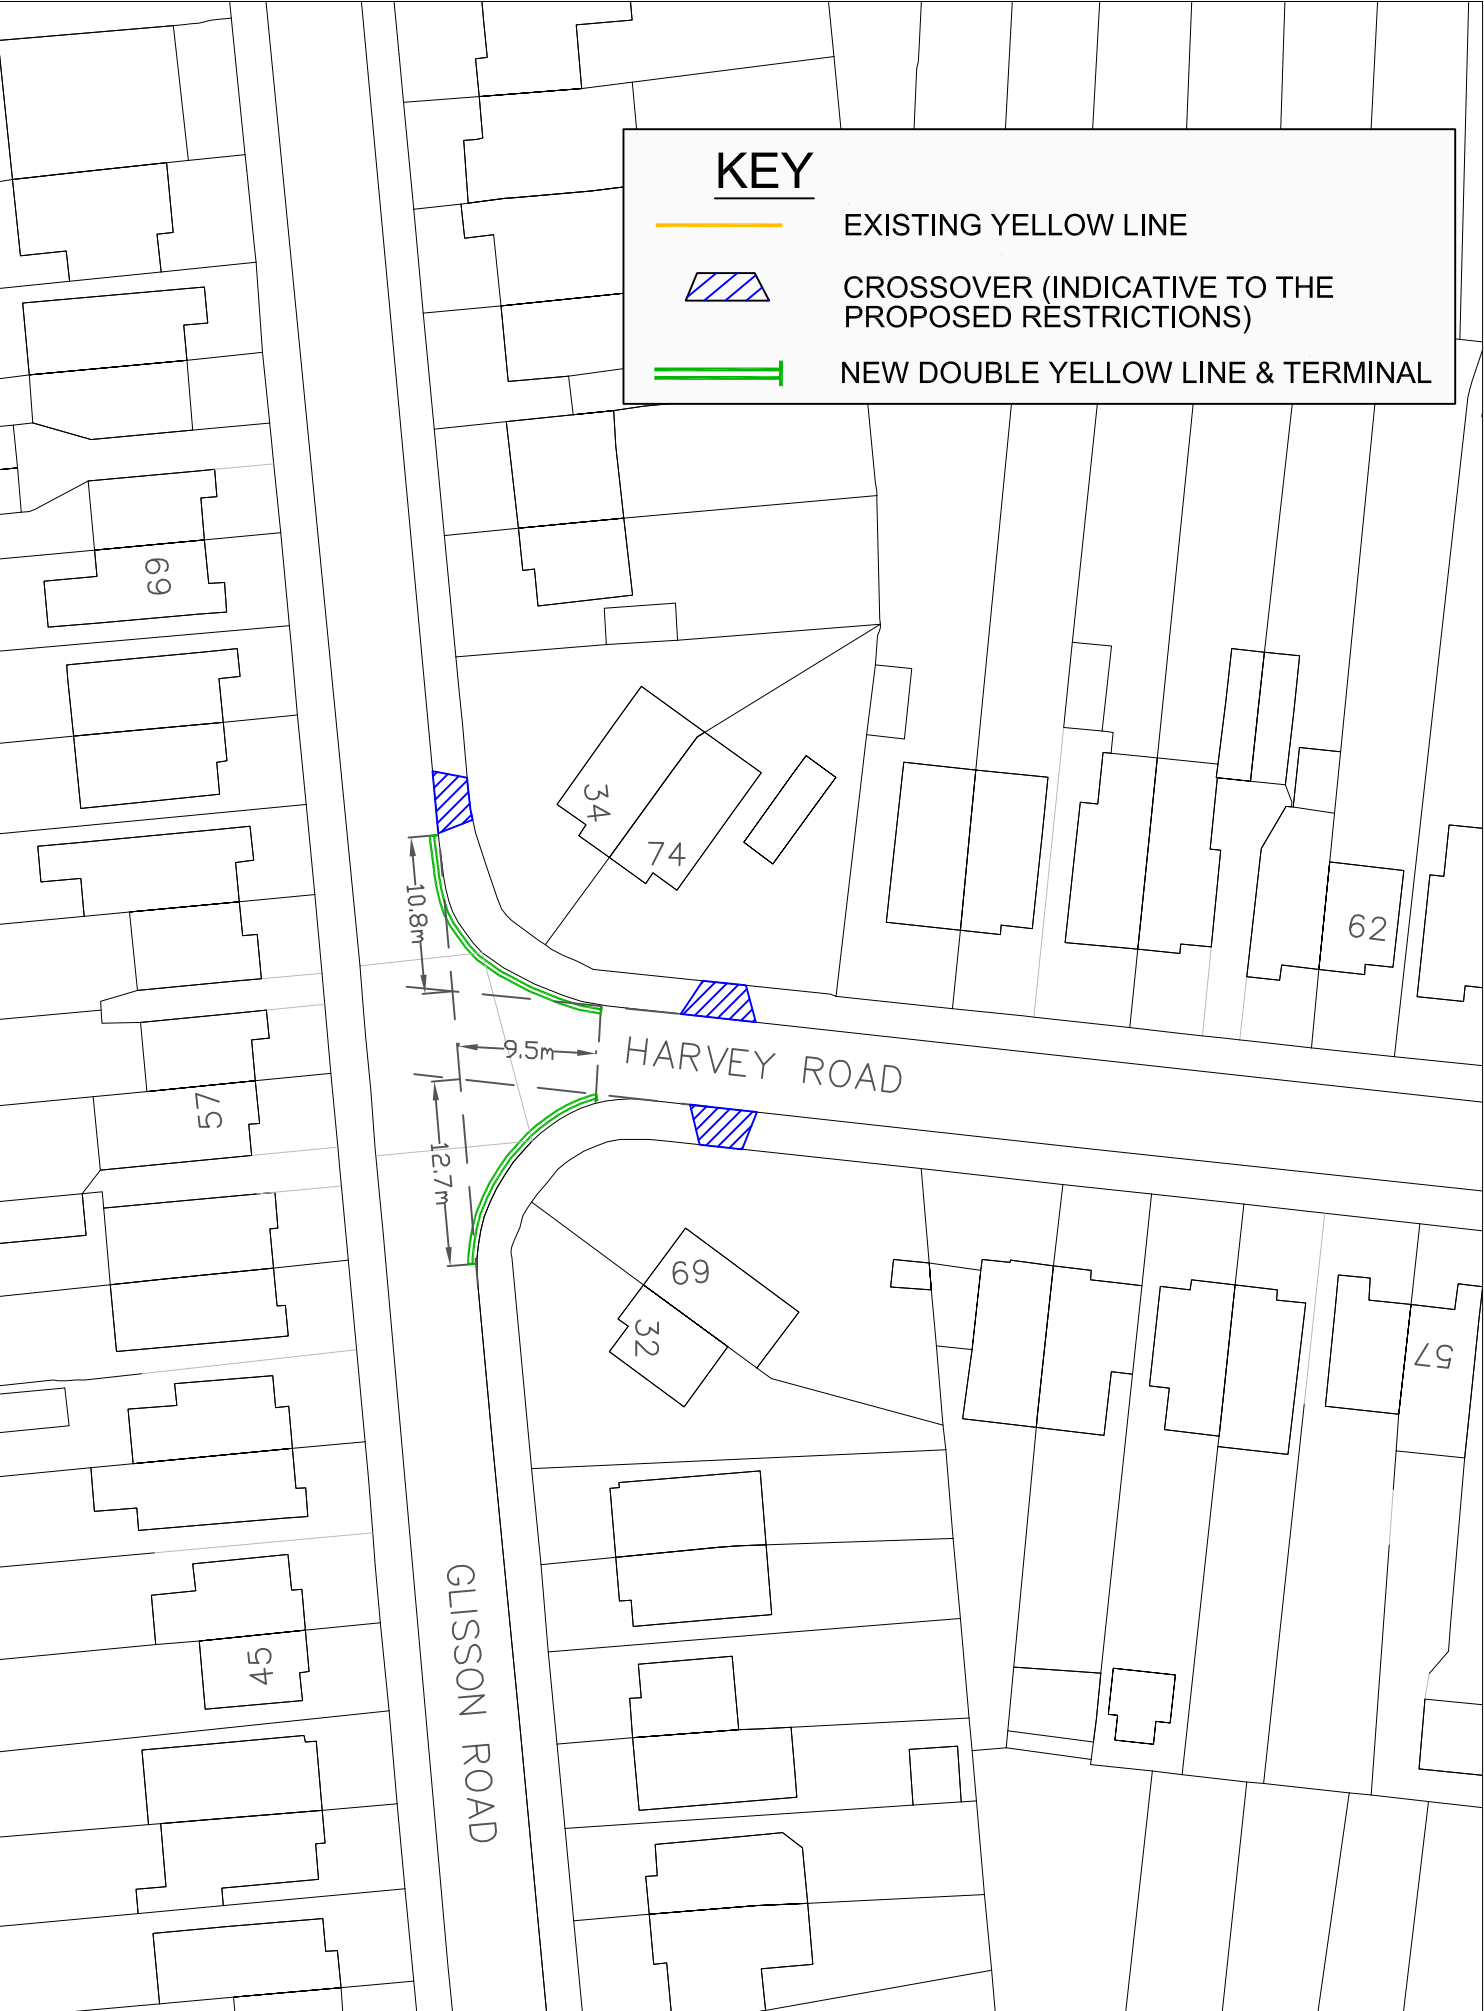 KEY
EXISTING YELLOW LINE
CROSSOVER (INDICATIVE TO THE
PROPOSED RESTRICTIONS)
NEW DOUBLE YELLOW LINE & TERMINAL
69
34
74
62
10.8m
9.5m
HARVEY ROAD
75
12.7m
69
32
57
45
GLISSON ROAD